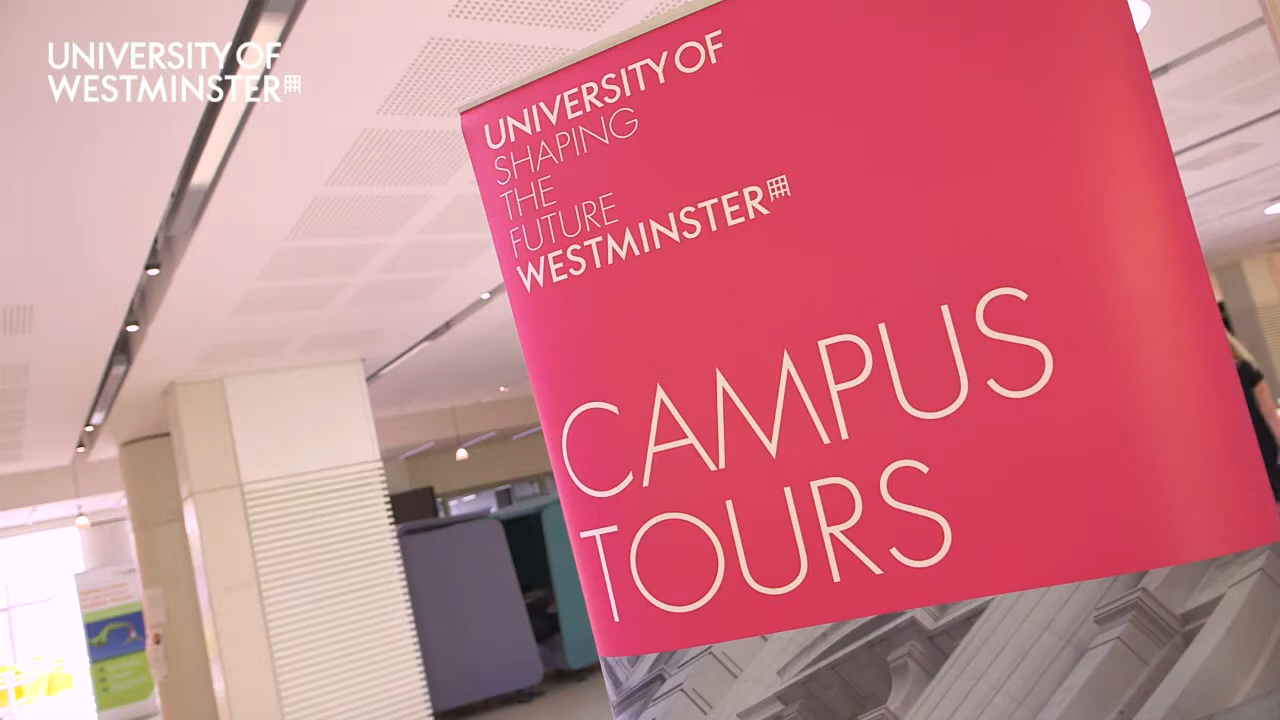 UNIVERSITY OF
WESTMINSTER
UNIVERSITY OF
SHAPING
THE
FUTURE
WESTMINSTER
CAMPUS
TOURS